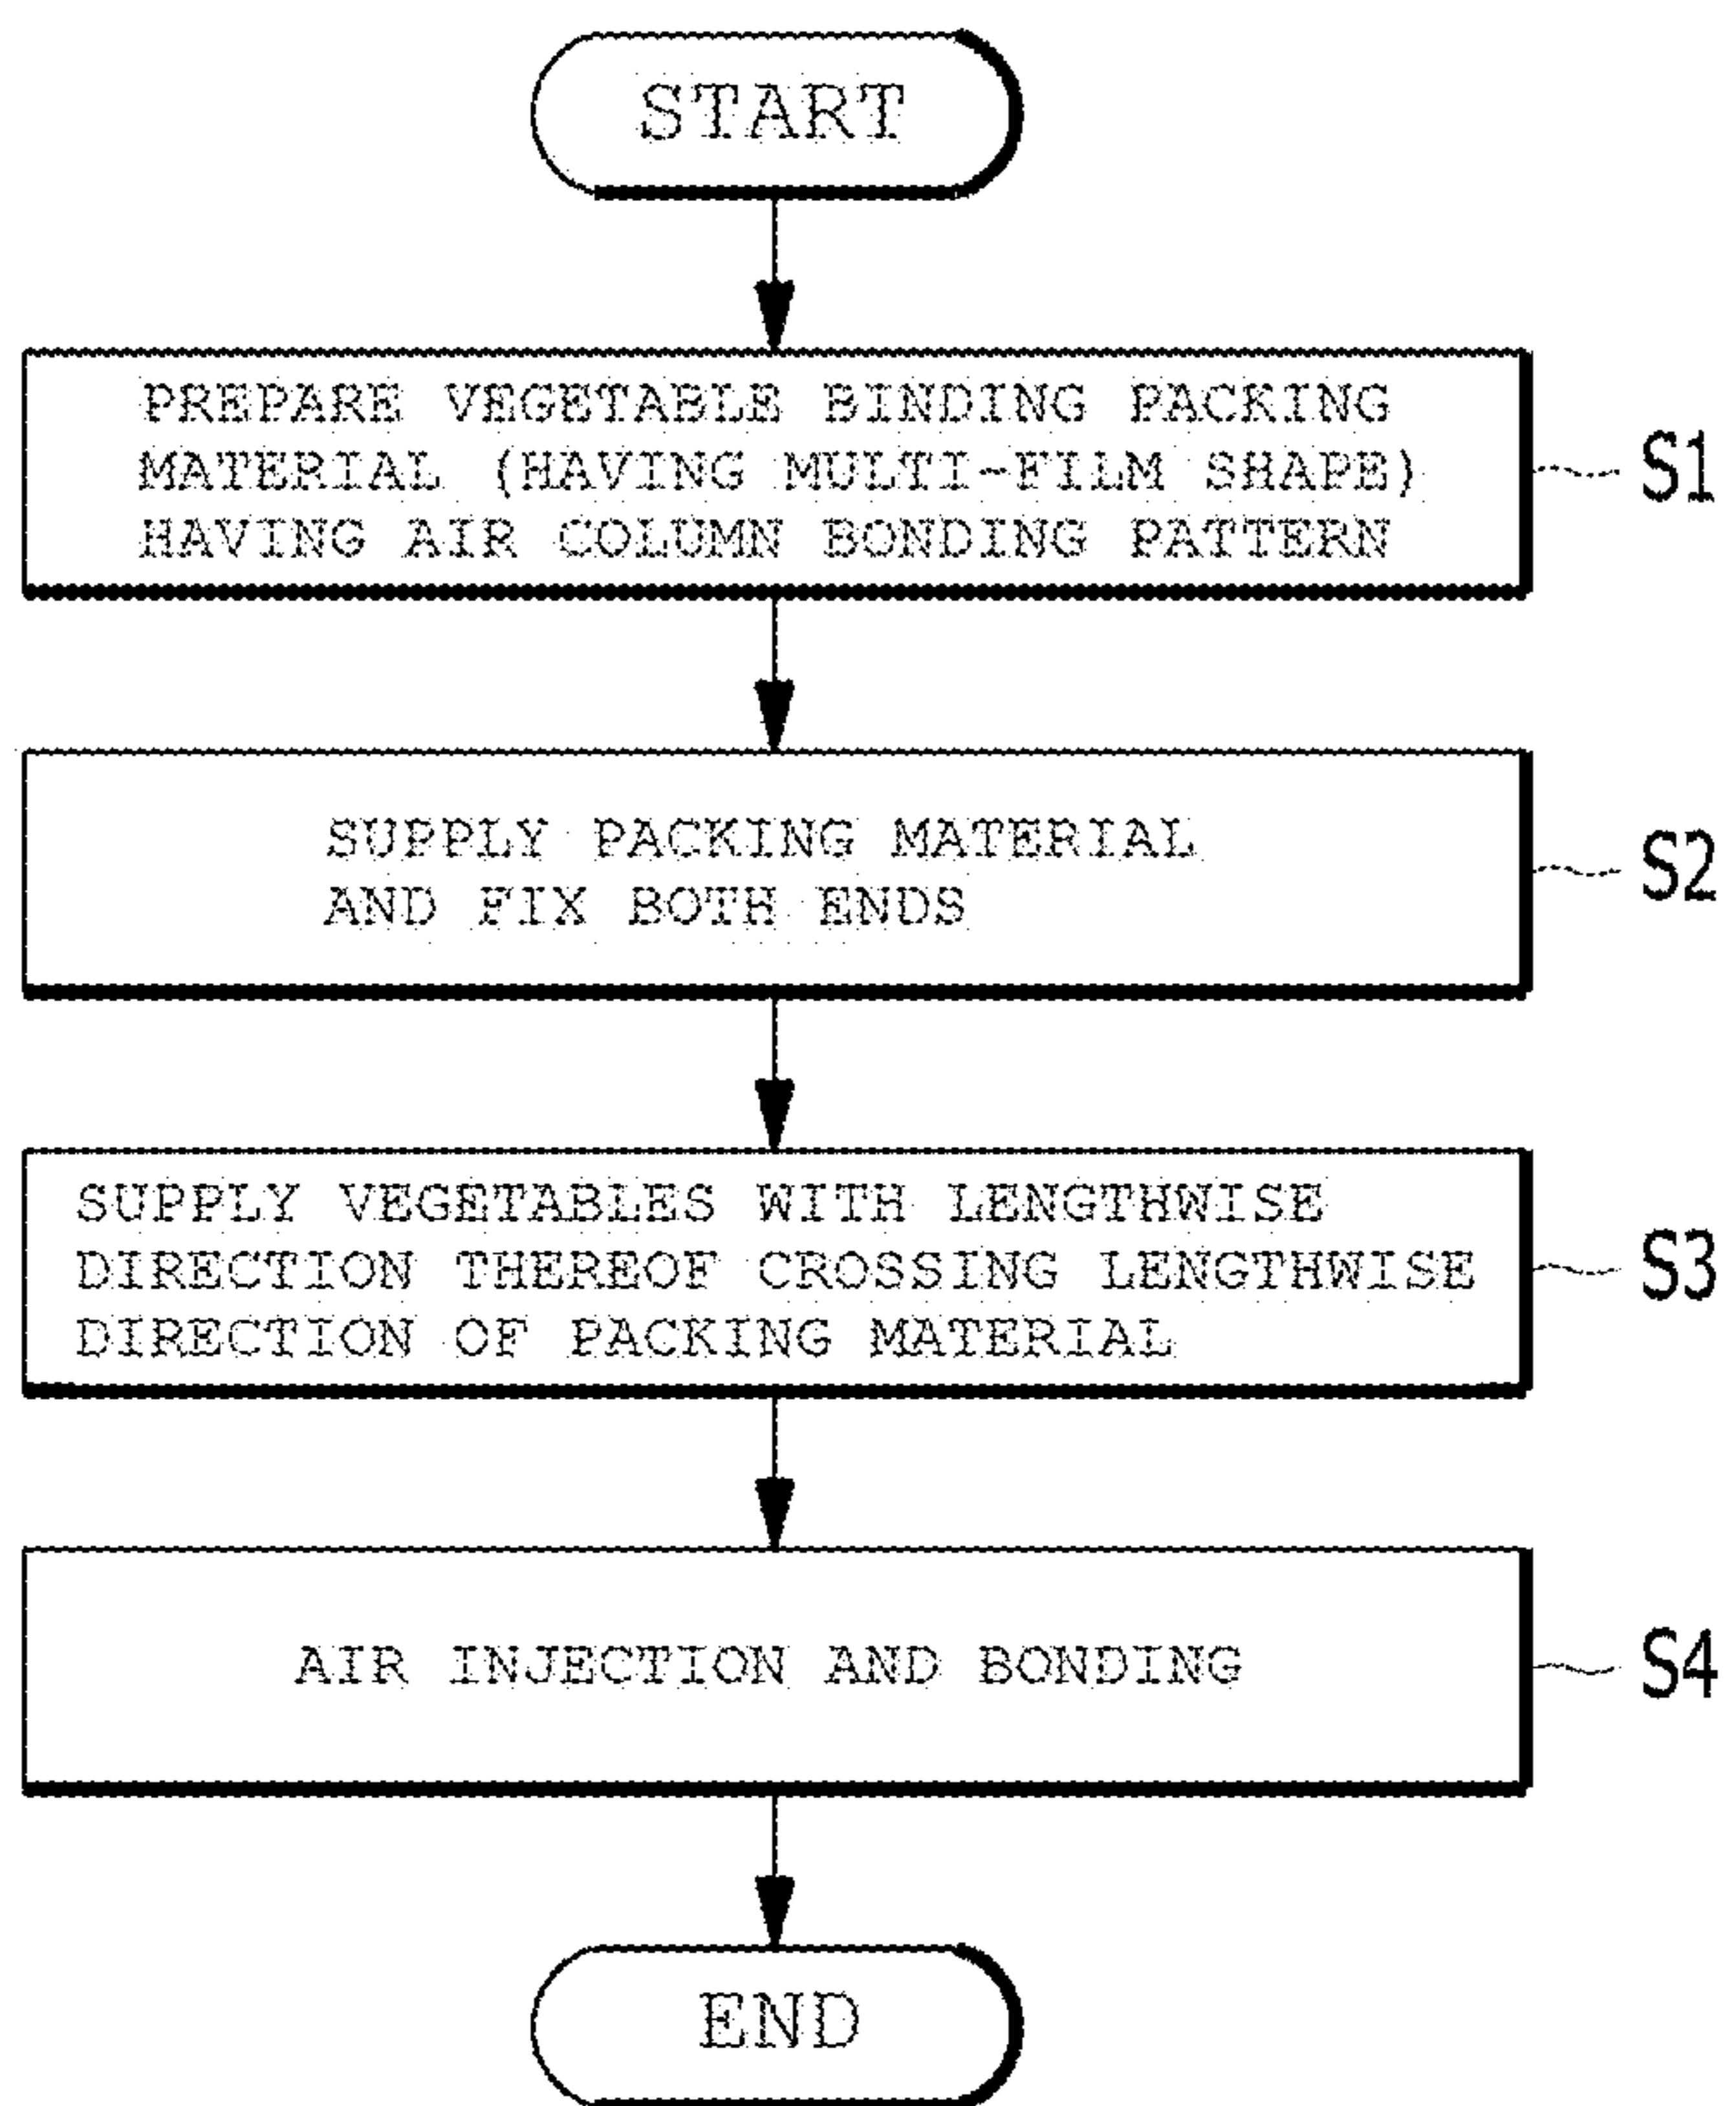 START
PREPARE VEGETABLE BINDING PACKING
MATERIAL (HAVING MULTI-FILM SHAPE)
HAVING AIR COLUMN BONDING PATTERN
S1
SUPPLY PACKING MATERIAL
AND FIX BOTH ENDS
S2
SUPPLY VEGETABLES WITH LENGTHWISE
DIRECTION THEREOF CROSSING LENGTHWISE
DIRECTION OF PACKING MATERIAL
S3
AIR INJECTION AND BONDING
S4
END